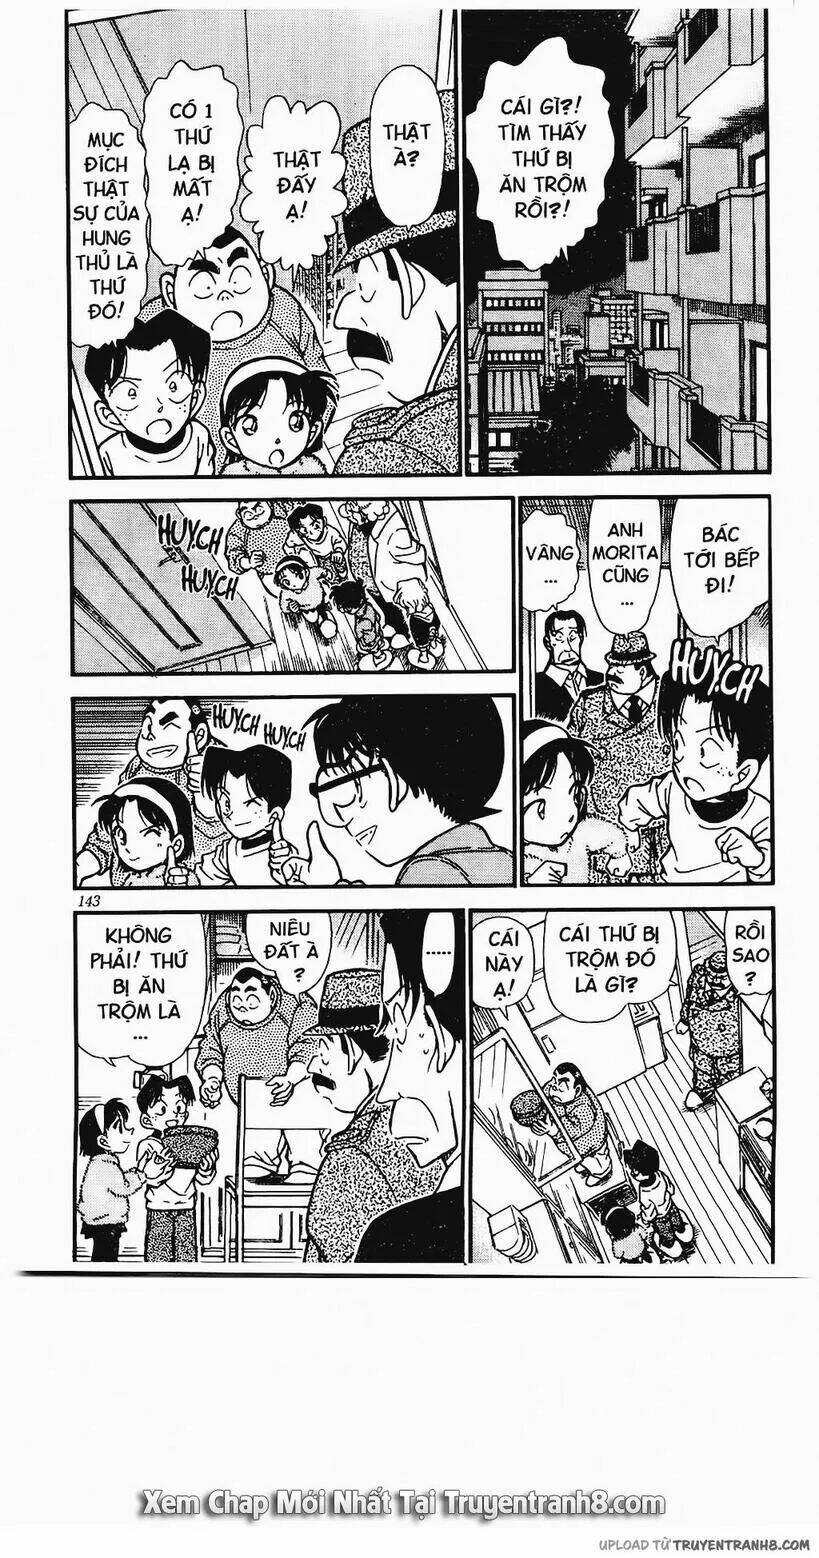 CÁI GÌ?!
TÌM THẤY
THỨ BỊ
ĂN TRỘM
RỒI?!
THẬT
À?
THẬT
ĐẤY
Ạ!
CÓ 1
THỨ
LẠ BỊ
MẤT
Ạ!
MỤC
ĐÍCH
THẬT
SỰ CỦA
HUNG
THỦ LÀ
THỨ
ĐÓ!
BÁC
TỚI BẾP
ĐI!
ANH
MORITA
CŨNG
...
VÂNG
...
HUỴCH
HUỴCH
HUỴCH
HUỴCH
HUỴCH
143
RỒI
SAO
?
CÁI THỨ BỊ
TRỘM ĐÓ
LÀ GÌ?
CÁI
NÀY
Ạ!
.....
NIÊU
ĐẤT À
?
KHÔNG
PHẢI! THỨ
BỊ ĂN
TRỘM LÀ
...
Xem Chap Mới Nhất Tại Truyentranh8.com
UPLOAD TỪ TRUYENTRANH8.COM